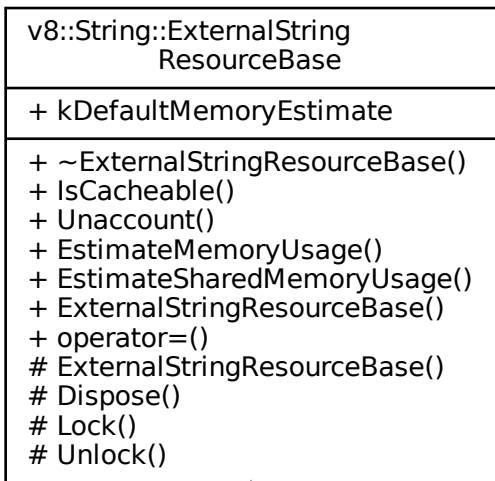 v8::String::ExternalString
ResourceBase
+ kDefaultMemoryEstimate
+ ~ExternalStringResourceBase()
+ IsCacheable()
+ Unaccount()
+ EstimateMemoryUsage()
+ EstimateSharedMemoryUsage()
+ ExternalStringResourceBase()
+ operator=()
# ExternalStringResourceBase()
# Dispose()
# Lock()
# Unlock()